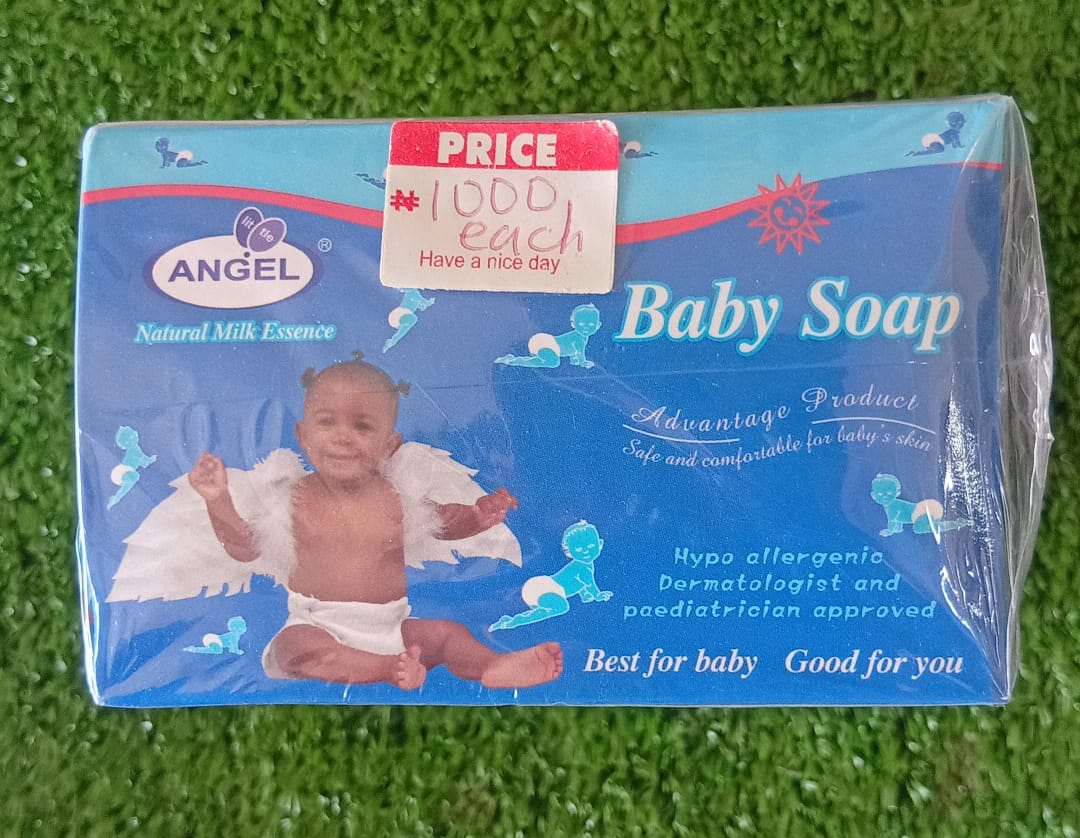 PRICE
₦ 1000
each
Have a nice day
little
ANGEL ®
Natural Milk Essence
Baby Soap
Advantage Product
Safe and comfortable for baby's skin
Hypo allergenic
Dermatologist and
paediatrician approved
Best for baby Good for you